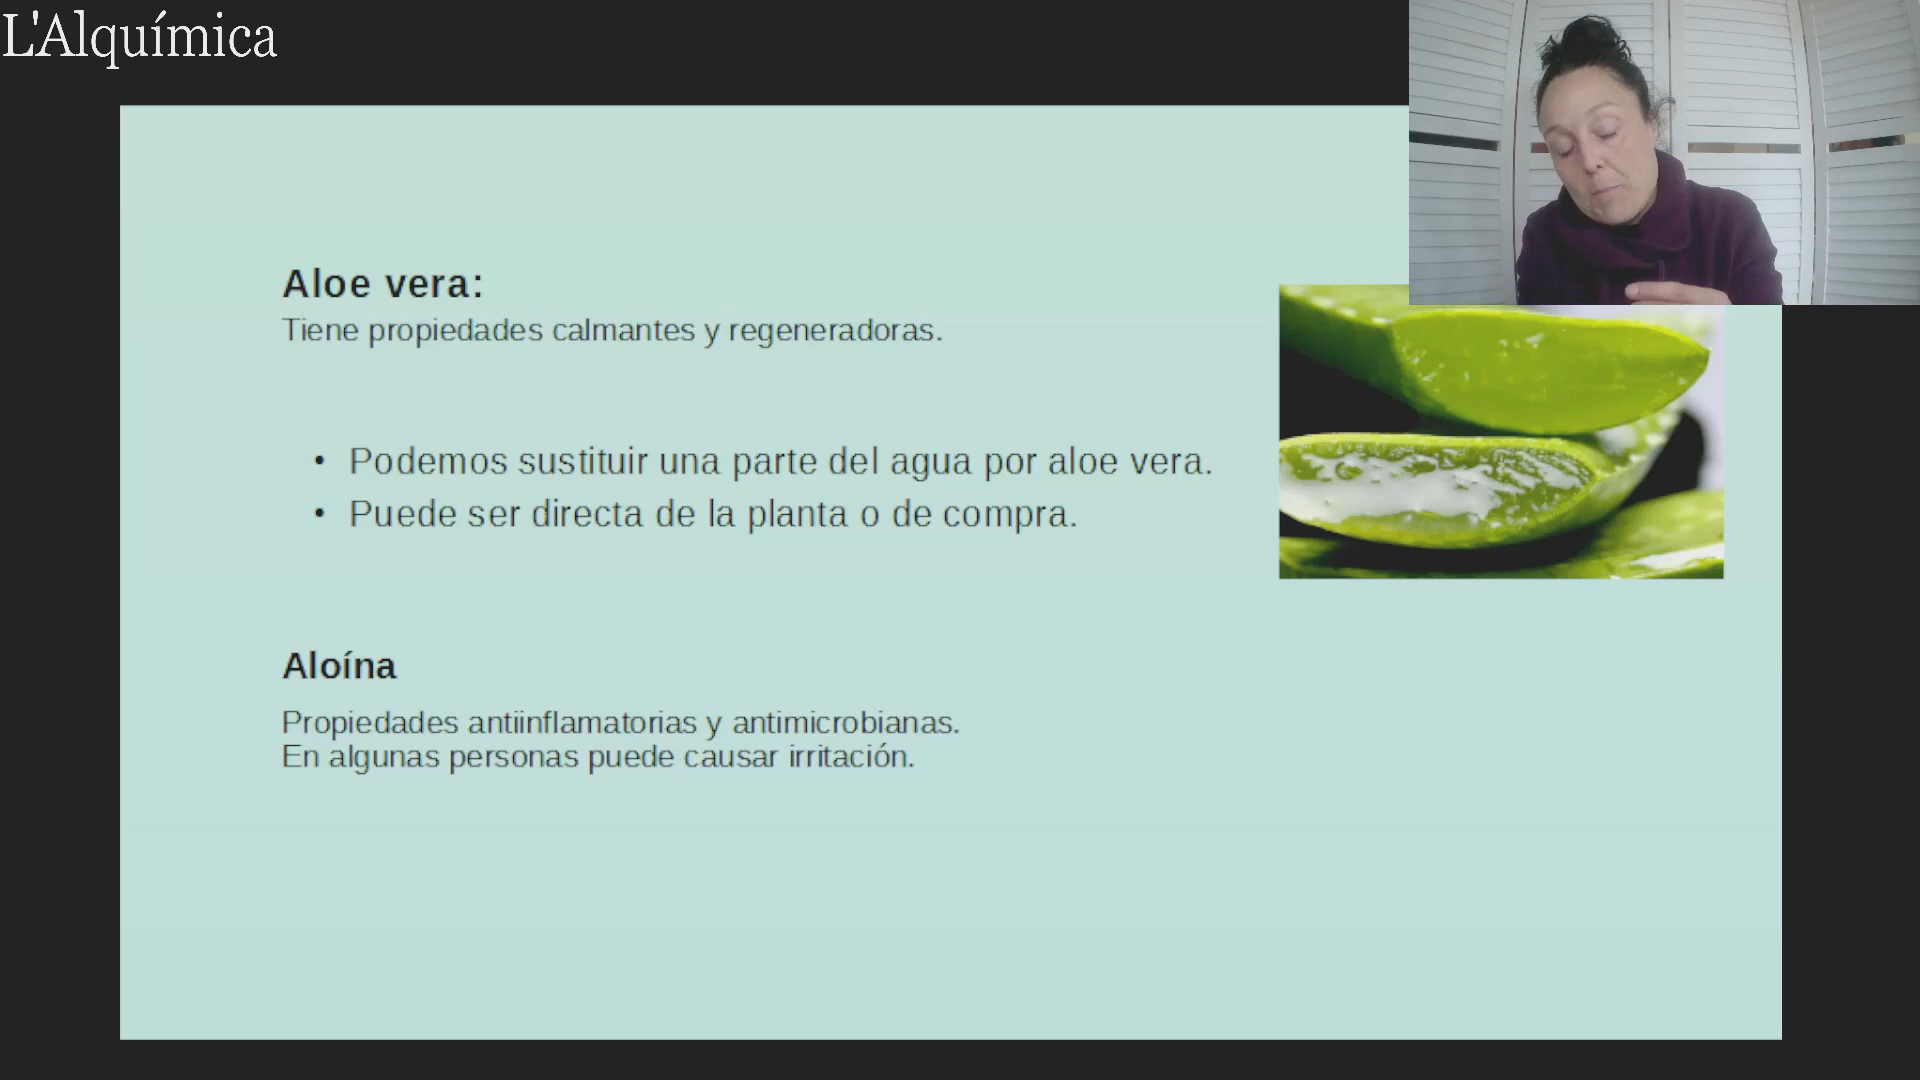 L'Alquímica
Aloe vera:
Tiene propiedades calmantes y regeneradoras.
• Podemos sustituir una parte del agua por aloe vera.
• Puede ser directa de la planta o de compra.
Aloína
Propiedades antiinflamatorias y antimicrobianas.
En algunas personas puede causar irritación.